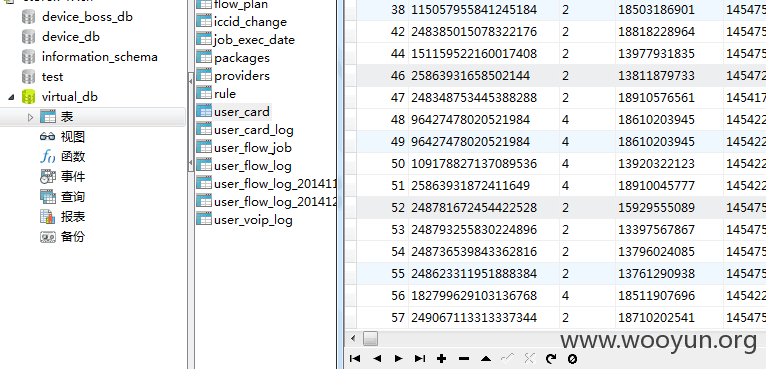 device_boss_db
device_db
information_schema
test
virtual_db
表
视图
函数
事件
查询
报表
备份
flow_plan
iccid_change
job_exec_date
packages
providers
rule
user_card
user_card_log
user_flow_job
user_flow_log
user_flow_log_201411
user_flow_log_201412
user_voip_log
38 115057955841245184 2 18503186901 145475
42 248385015078322176 2 18818228964 145475
44 151159522160017408 2 13977931835 145475
46 25863931658502144 2 13811879733 145472
47 248348753445388288 2 18910576561 145417
48 96427478020521984 4 18610203945 145422
49 96427478020521984 4 18610203945 145422
50 109178827137089536 4 13920322123 145422
51 25863931872411649 4 18910045777 145422
52 248781672454422528 2 15929555089 145475
53 248793255830224896 2 13397567867 145475
54 248736539843362816 2 13796024085 145475
55 248623311951888384 2 13761290938 145475
56 182799629103136768 4 18511907696 145422
57 249067113313337344 2 18710202541 145475
www.wooyun.org